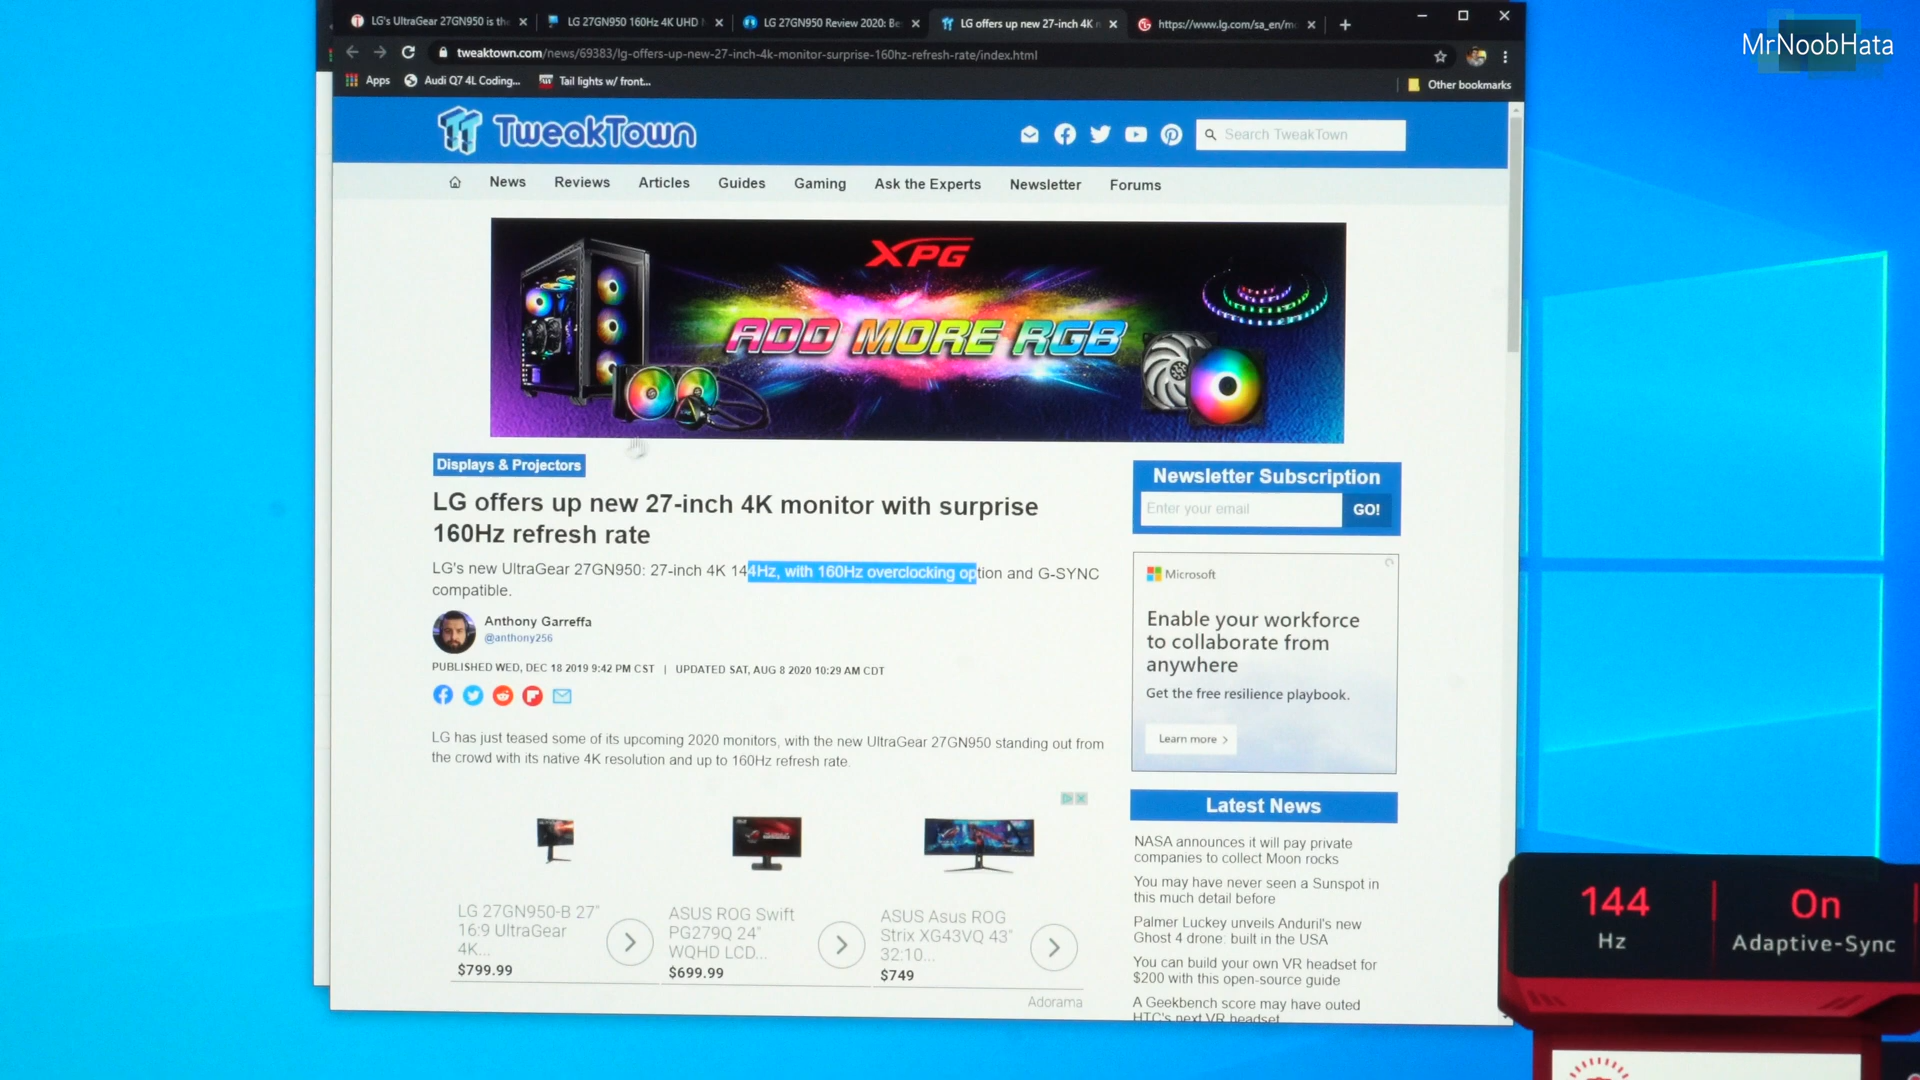 MrNoobHata
LG's UltraGear 27GN950 is the
LG 27GN950 160Hz 4K UHD
LG 27GN950 Review 2020: Be
LG offers up new 27-inch 4K
https://www.lg.com/sa_en/m
tweaktown.com/news/69383/lg-offers-up-new-27-inch-4k-monitor-surprise-160hz-refresh-rate/index.html
Apps
Audi Q7 4L Coding...
Tail lights w/ front...
Other bookmarks
TweakTown
Search TweakTown
News
Reviews
Articles
Guides
Gaming
Ask the Experts
Newsletter
Forums
XPG
ADD MORE RGB
Displays & Projectors
LG offers up new 27-inch 4K monitor with surprise
160Hz refresh rate
LG's new UltraGear 27GN950: 27-inch 4K 144Hz, with 160Hz overclocking option and G-SYNC
compatible.
Anthony Garreffa
@anthony256
PUBLISHED WED, DEC 18 2019 9:42 PM CST | UPDATED SAT, AUG 8 2020 10:29 AM CDT
LG has just teased some of its upcoming 2020 monitors, with the new UltraGear 27GN950 standing out from
the crowd with its native 4K resolution and up to 160Hz refresh rate.
LG 27GN950-B 27"
16:9 UltraGear
4K...
$799.99
ASUS ROG Swift
PG279Q 24"
WQHD LCD...
$699.99
ASUS Asus ROG
Strix XG43VQ 43"
32:10...
$749
Adorama
Newsletter Subscription
Enter your email
GO!
Microsoft
Enable your workforce
to collaborate from
anywhere
Get the free resilience playbook.
Learn more >
Latest News
NASA announces it will pay private
companies to collect Moon rocks
You may have never seen a Sunspot in
this much detail before
Palmer Luckey unveils Anduril's new
Ghost 4 drone: built in the USA
You can build your own VR headset for
$200 with this open-source guide
A Geekbench score may have outed
HTC's next VR headset
144
Hz
On
Adaptive-Sync